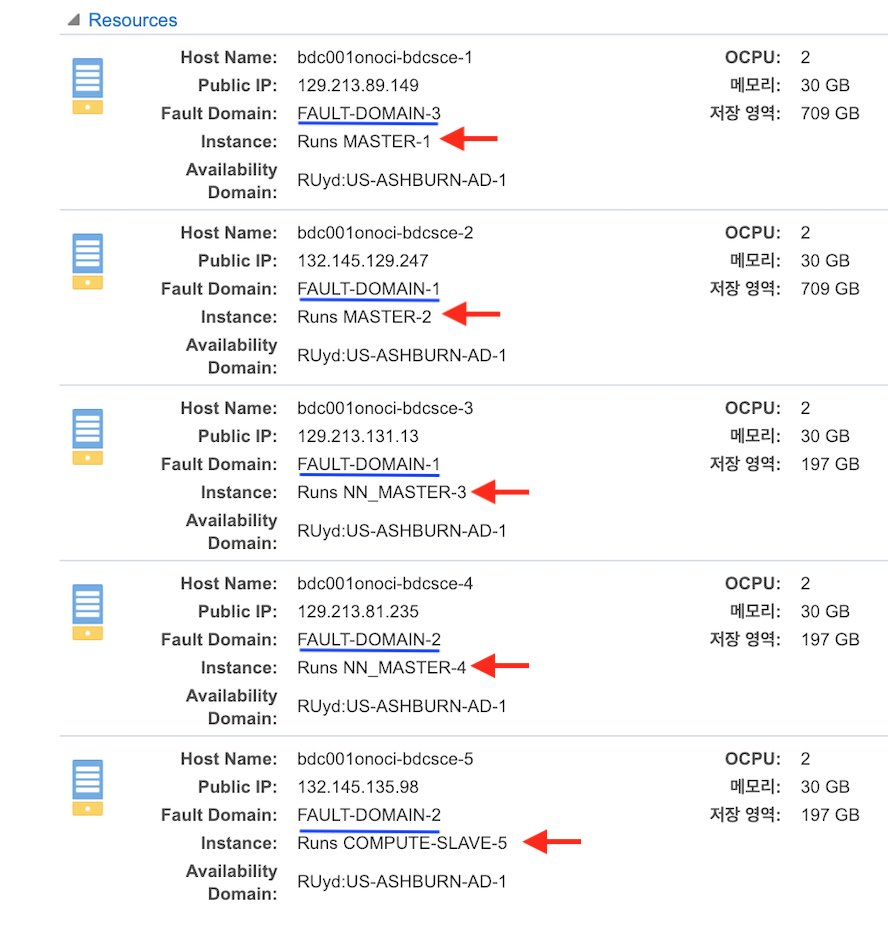 Resources
Host Name: bdc001onoci-bdcsce-1 OCPU: 2
Public IP: 129.213.89.149 메모리: 30 GB
Fault Domain: FAULT-DOMAIN-3 저장 영역: 709 GB
Instance: Runs MASTER-1
Availability
Domain: RUyd:US-ASHBURN-AD-1
Host Name: bdc001onoci-bdcsce-2 OCPU: 2
Public IP: 132.145.129.247 메모리: 30 GB
Fault Domain: FAULT-DOMAIN-1 저장 영역: 709 GB
Instance: Runs MASTER-2
Availability
Domain: RUyd:US-ASHBURN-AD-1
Host Name: bdc001onoci-bdcsce-3 OCPU: 2
Public IP: 129.213.131.13 메모리: 30 GB
Fault Domain: FAULT-DOMAIN-1 저장 영역: 197 GB
Instance: Runs NN_MASTER-3
Availability
Domain: RUyd:US-ASHBURN-AD-1
Host Name: bdc001onoci-bdcsce-4 OCPU: 2
Public IP: 129.213.81.235 메모리: 30 GB
Fault Domain: FAULT-DOMAIN-2 저장 영역: 197 GB
Instance: Runs NN_MASTER-4
Availability
Domain: RUyd:US-ASHBURN-AD-1
Host Name: bdc001onoci-bdcsce-5 OCPU: 2
Public IP: 132.145.135.98 메모리: 30 GB
Fault Domain: FAULT-DOMAIN-2 저장 영역: 197 GB
Instance: Runs COMPUTE-SLAVE-5
Availability
Domain: RUyd:US-ASHBURN-AD-1